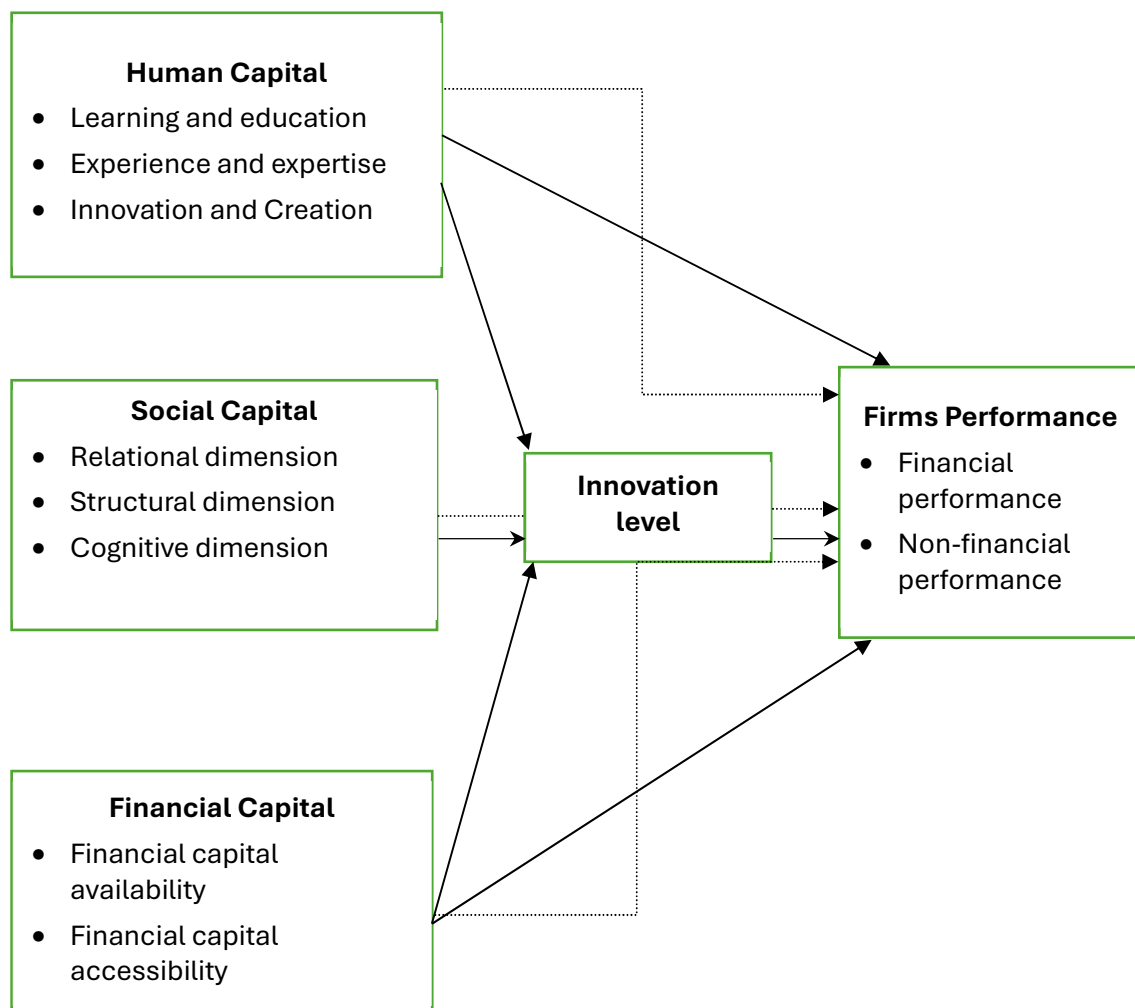 Human Capital
• Learning and education
• Experience and expertise
• Innovation and Creation
Social Capital
• Relational dimension
• Structural dimension
• Cognitive dimension
Innovation
level
Firms Performance
• Financial
performance
• Non-financial
performance
Financial Capital
• Financial capital
availability
• Financial capital
accessibility